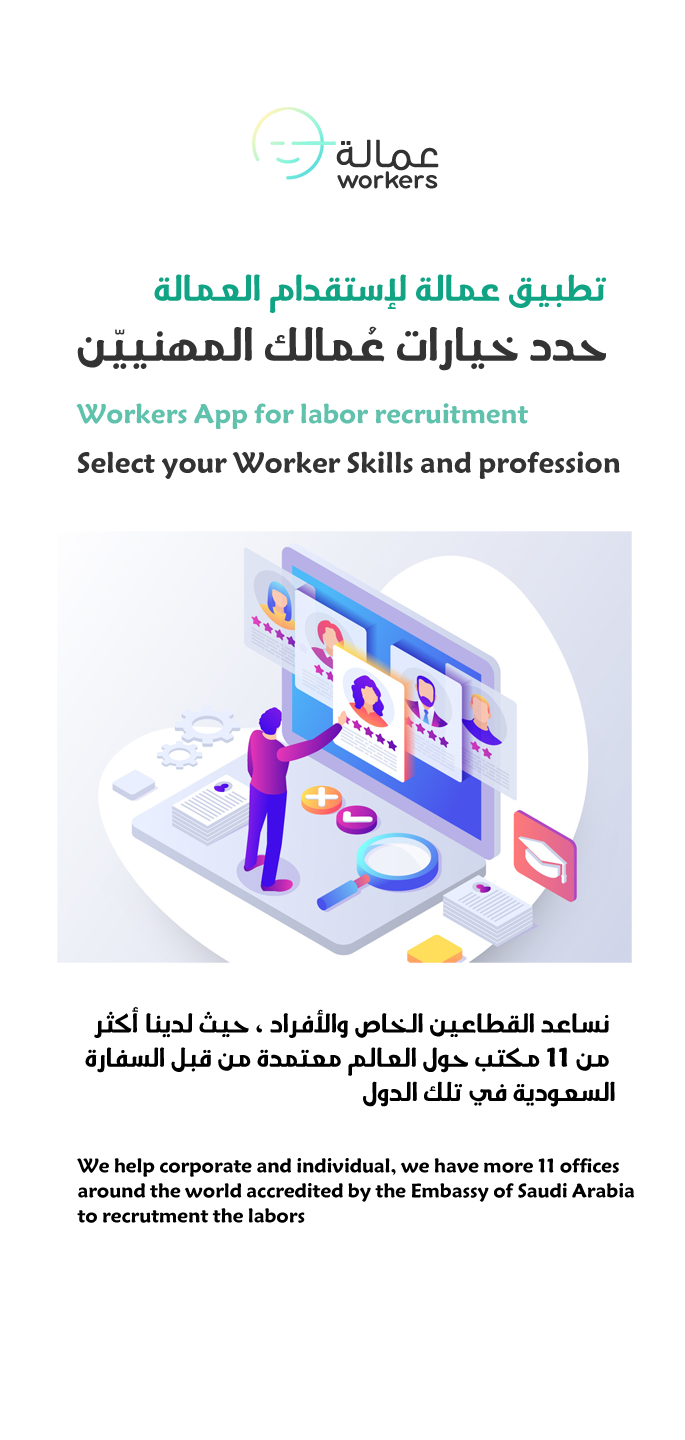 عمالة
workers
تطبيق عمالة لإستقدام العمالة
حدد خيارات عُمالك المهنييّن
Workers App for labor recruitment
Select your Worker Skills and profession
نساعد القطاعين الخاص والأفراد ، حيث لدينا أكثر
من 11 مكتب حول العالم معتمدة من قبل السفارة
السعودية في تلك الدول
We help corporate and individual, we have more 11 offices
around the world accredited by the Embassy of Saudi Arabia
to recrutment the labors